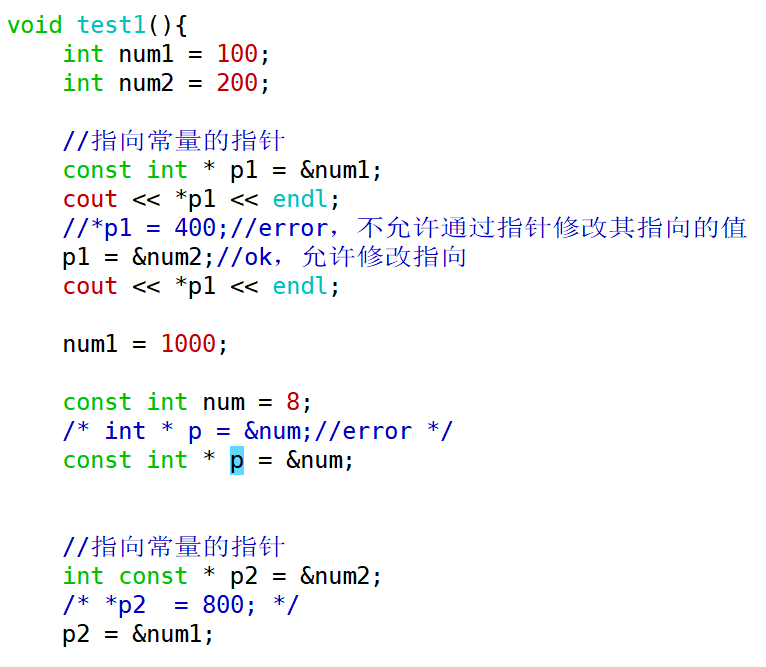 void test1(){
    int num1 = 100;
    int num2 = 200;

    //指向常量的指针
    const int * p1 = &num1;
    cout << *p1 << endl;
    //*p1 = 400;//error，不允许通过指针修改其指向的值
    p1 = &num2;//ok，允许修改指向
    cout << *p1 << endl;

    num1 = 1000;

    const int num = 8;
    /* int * p = &num;//error */
    const int * p = &num;


    //指向常量的指针
    int const * p2 = &num2;
    /* *p2  = 800; */
    p2 = &num1;